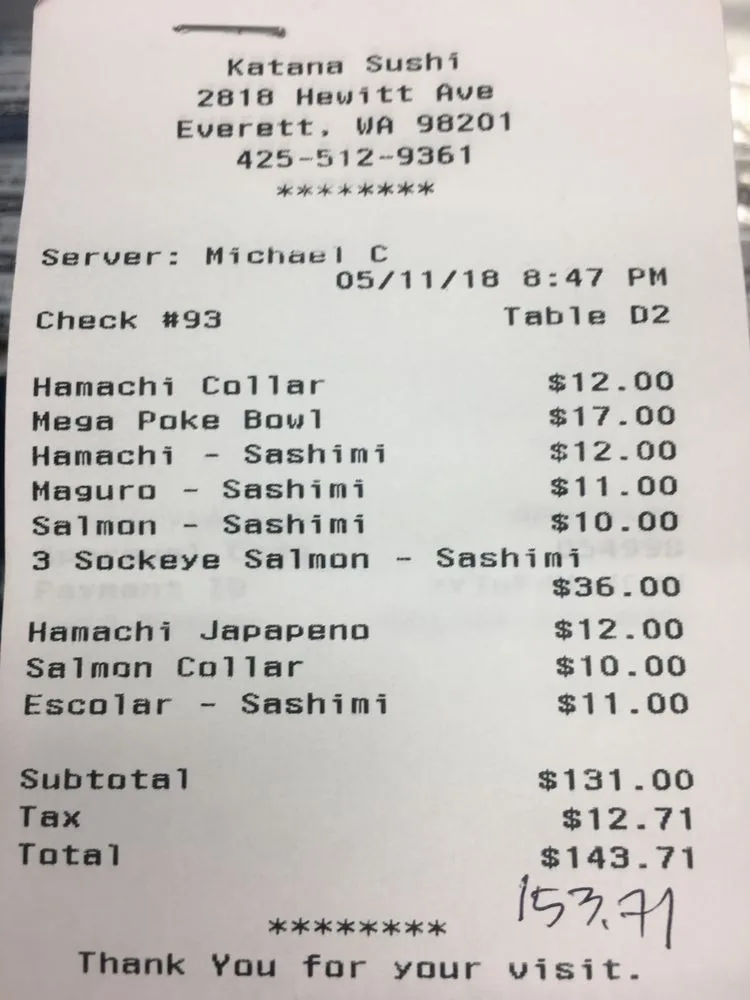 Katana Sushi
2818 Hewitt Ave
Everett, WA 98201
425-512-9361
********
Server: Michael C
05/11/18 8:47 PM
Check #93 Table D2
Hamachi Collar $12.00
Mega Poke Bowl $17.00
Hamachi - Sashimi $12.00
Maguro - Sashimi $11.00
Salmon - Sashimi $10.00
3 Sockeye Salmon - Sashimi
$36.00
Hamachi Japapeno $12.00
Salmon Collar $10.00
Escolar - Sashimi $11.00
Subtotal $131.00
Tax $12.71
Total $143.71
153.71
********
Thank You for your visit.